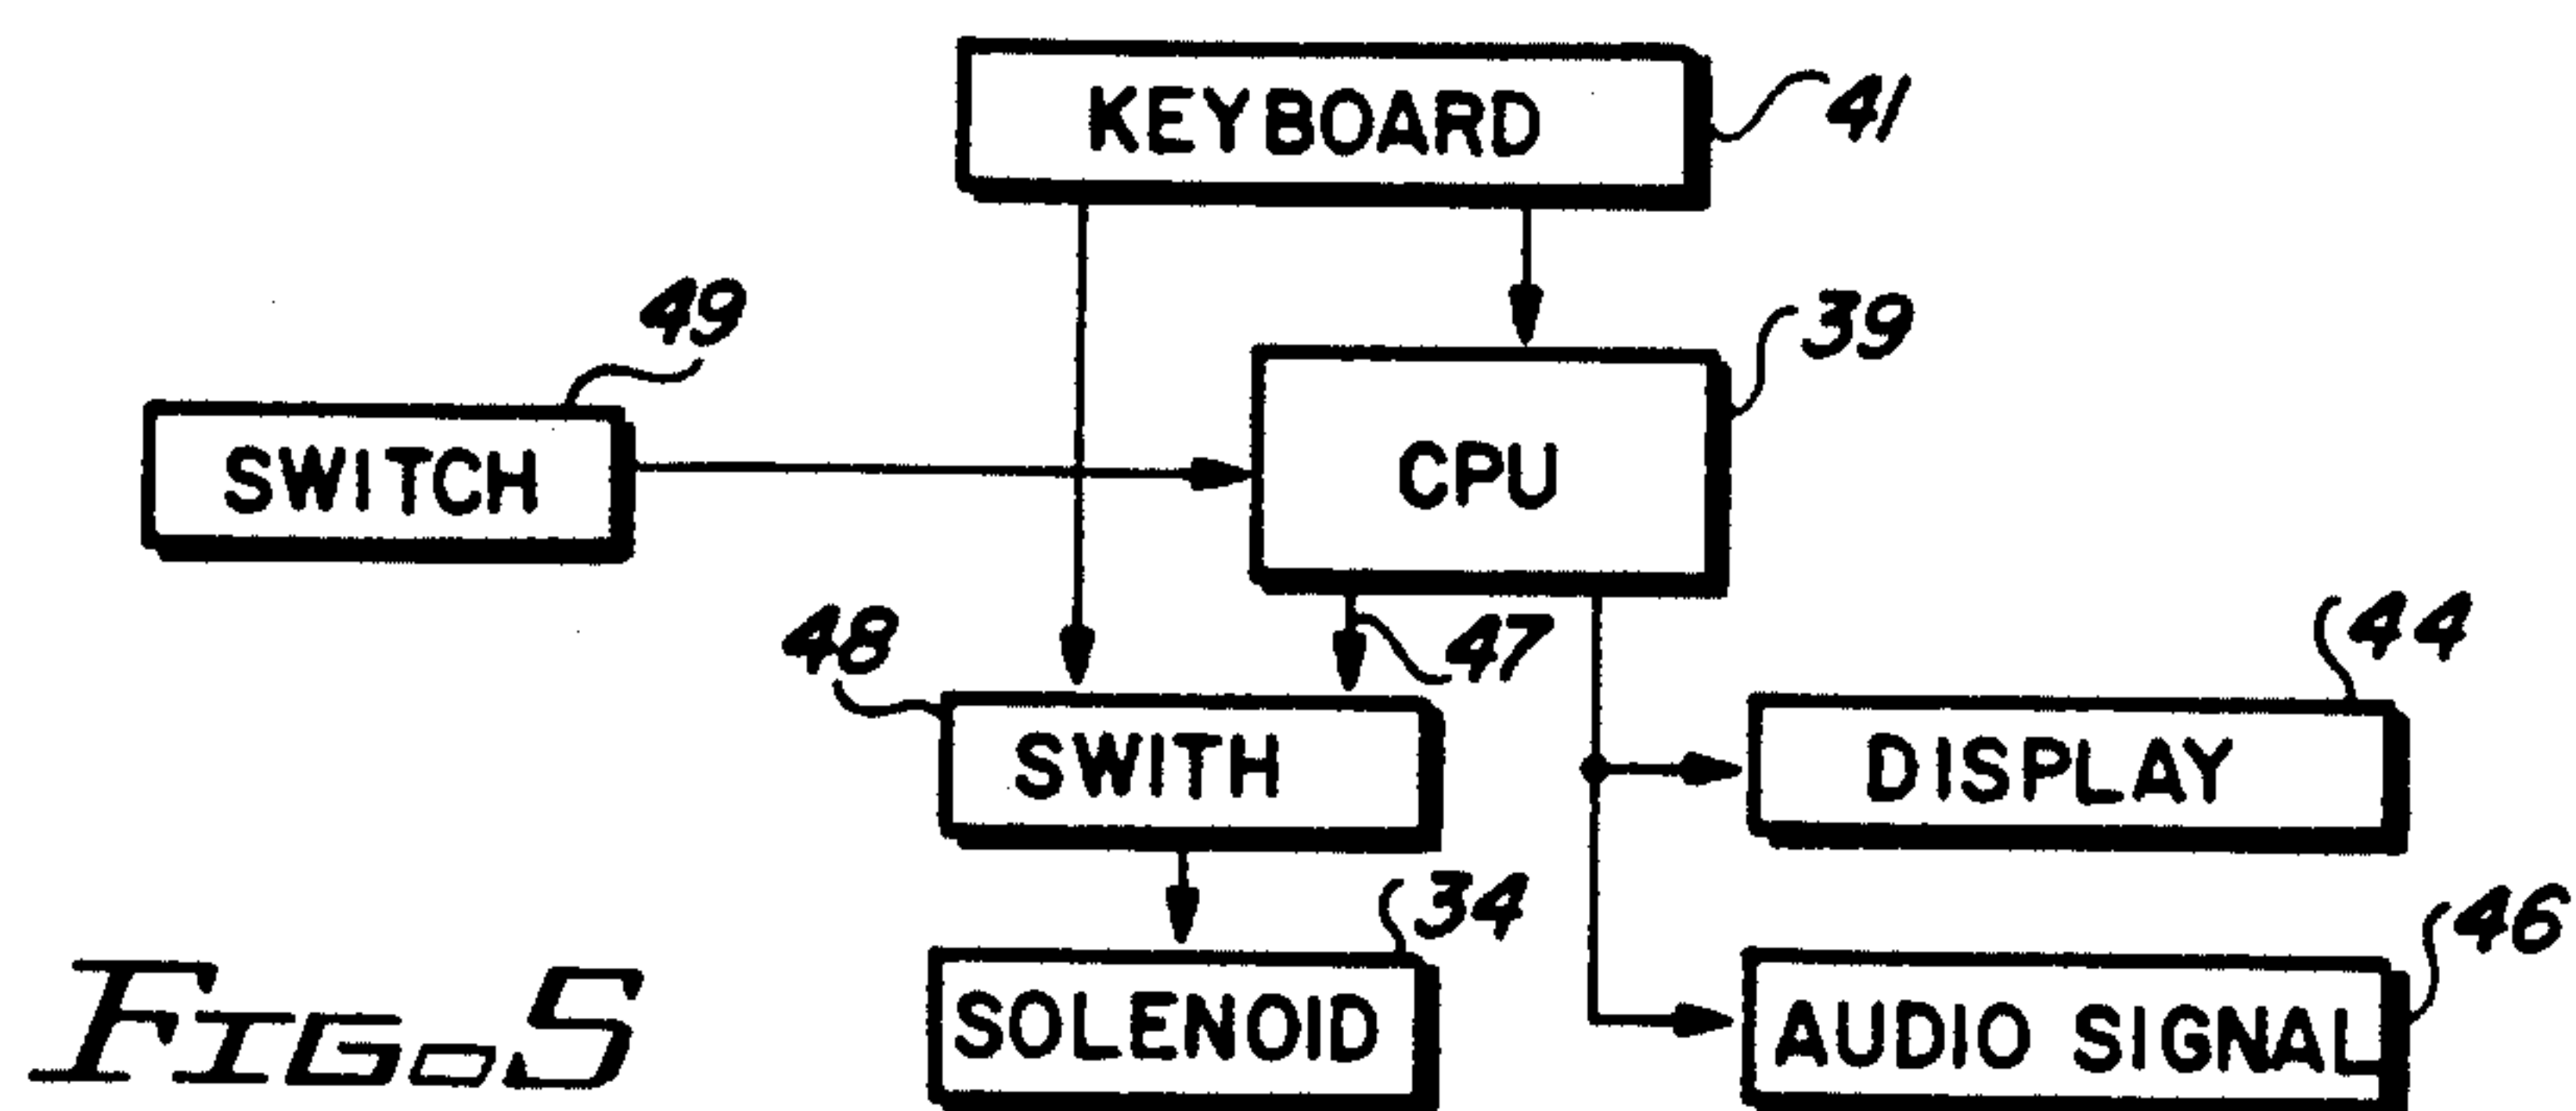 KEYBOARD
41
49
39
SWITCH
CPU
48
47
44
SWITH
DISPLAY
34
46
SOLENOID
AUDIO SIGNAL
FIG. 5